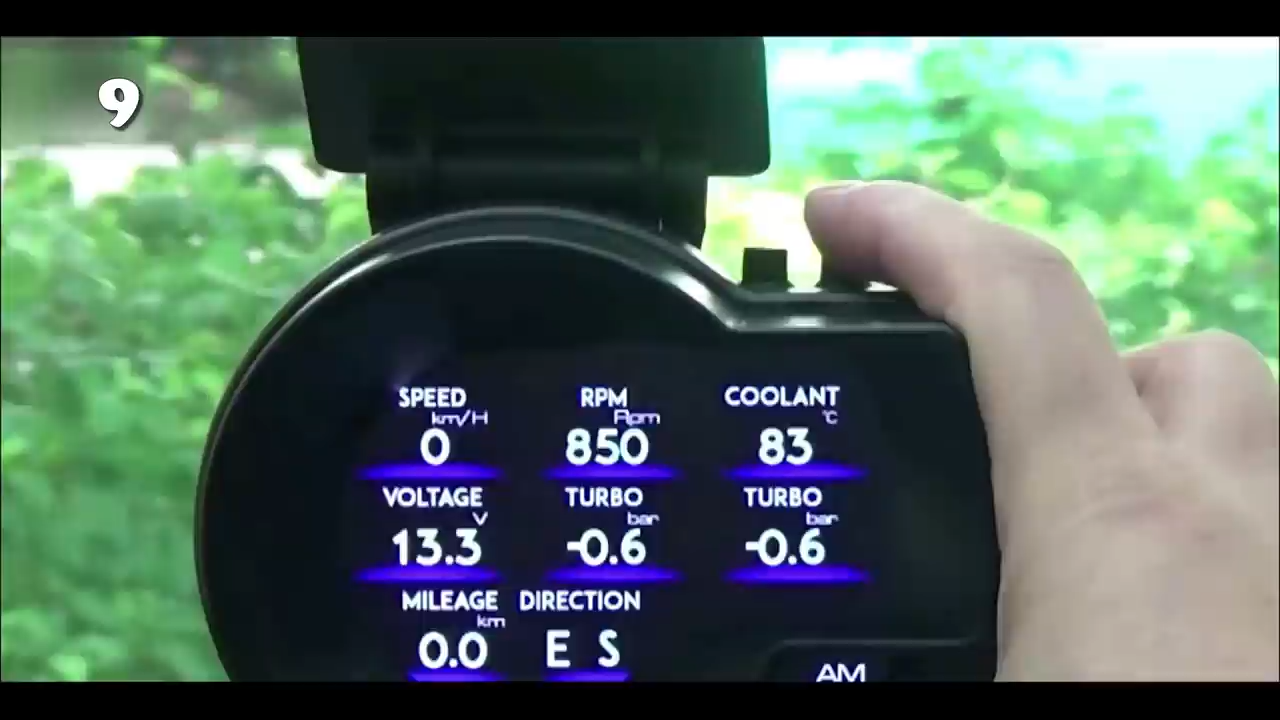 9
SPEED RPM COOLANT
km/H Rpm °C
0 850 83
VOLTAGE TURBO TURBO
V bar bar
13.3 -0.6 -0.6
MILEAGE DIRECTION
km
0.0 E S
AM